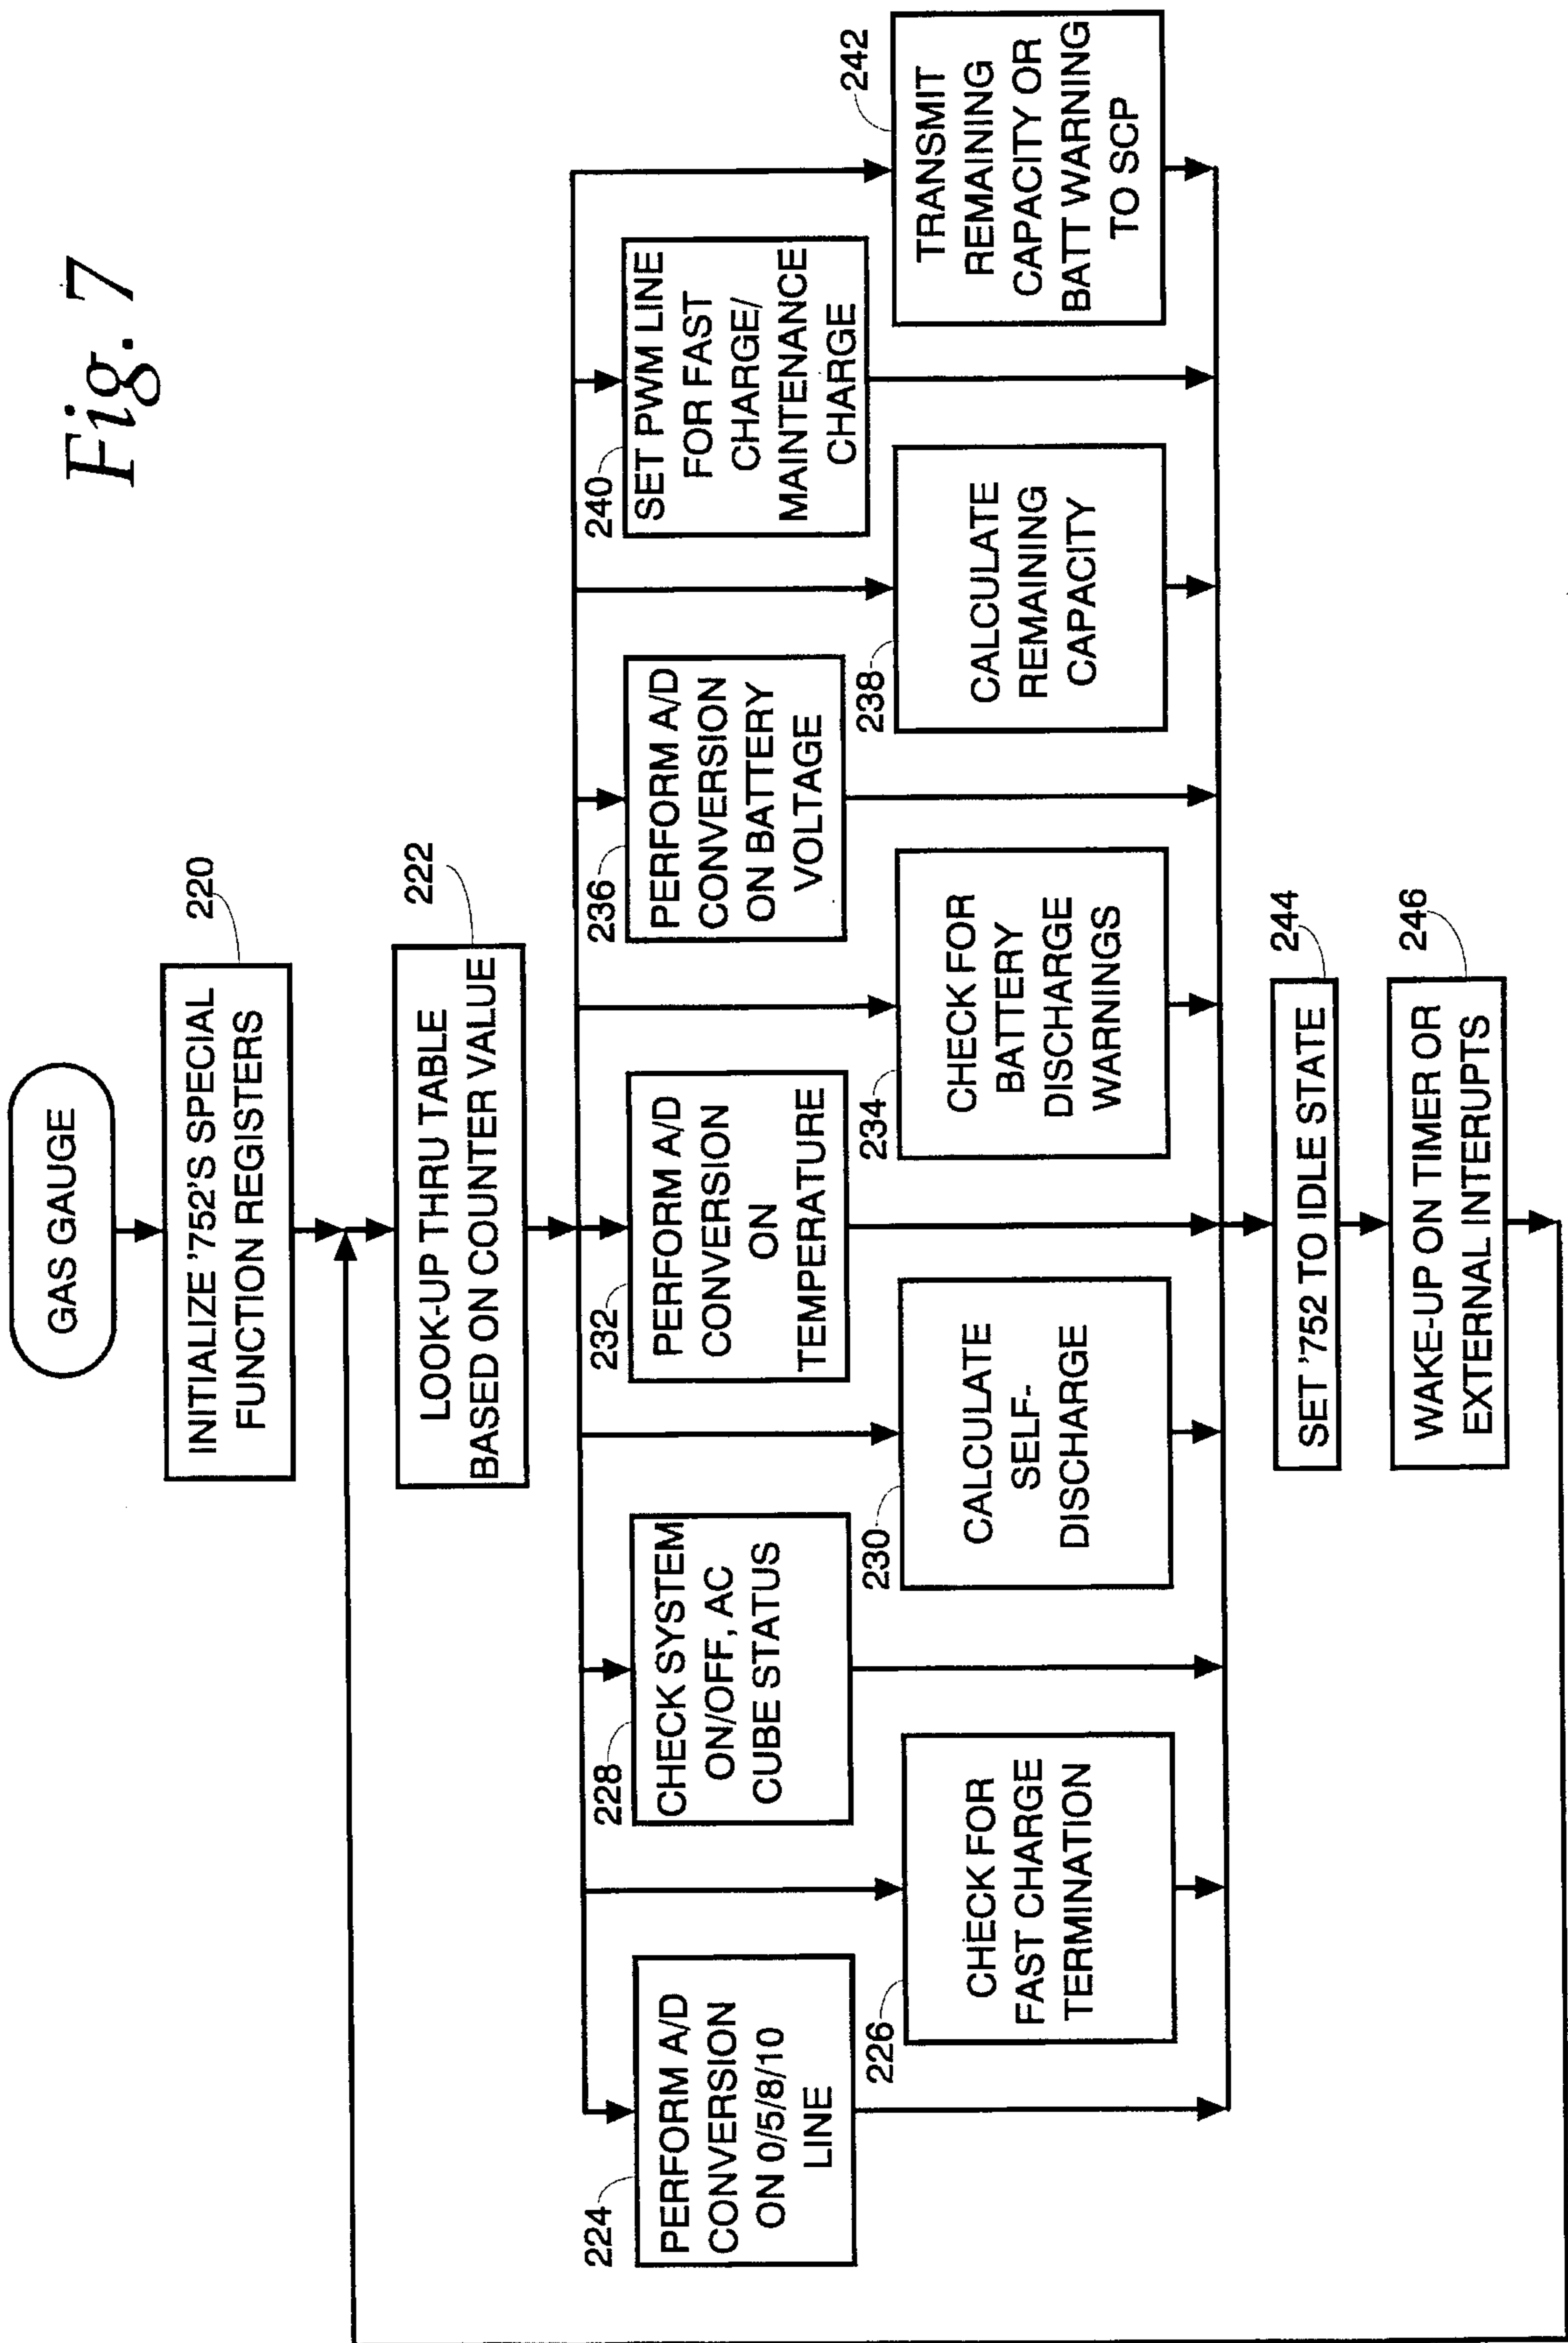 Fig. 7
GAS GAUGE
220
INITIALIZE '752'S SPECIAL
FUNCTION REGISTERS
222
LOOK-UP THRU TABLE
BASED ON COUNTER VALUE
224
PERFORM A/D
CONVERSION
ON 0/5/8/10
LINE
226
CHECK FOR
FAST CHARGE
TERMINATION
228
CHECK SYSTEM
ON/OFF, AC
CUBE STATUS
230
CALCULATE
SELF-
DISCHARGE
232
PERFORM A/D
CONVERSION
ON
TEMPERATURE
234
CHECK FOR
BATTERY
DISCHARGE
WARNINGS
236
PERFORM A/D
CONVERSION
ON BATTERY
VOLTAGE
238
CALCULATE
REMAINING
CAPACITY
240
SET PWM LINE
FOR FAST
CHARGE/
MAINTENANCE
CHARGE
242
TRANSMIT
REMAINING
CAPACITY OR
BATT WARNING
TO SCP
244
SET '752 TO IDLE STATE
246
WAKE-UP ON TIMER OR
EXTERNAL INTERUPTS